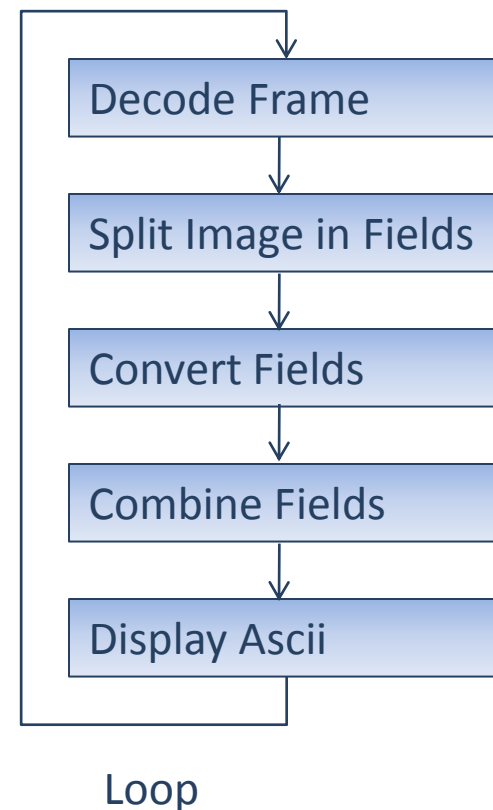 Decode Frame
Split Image in Fields
Convert Fields
Combine Fields
Display Ascii
Loop